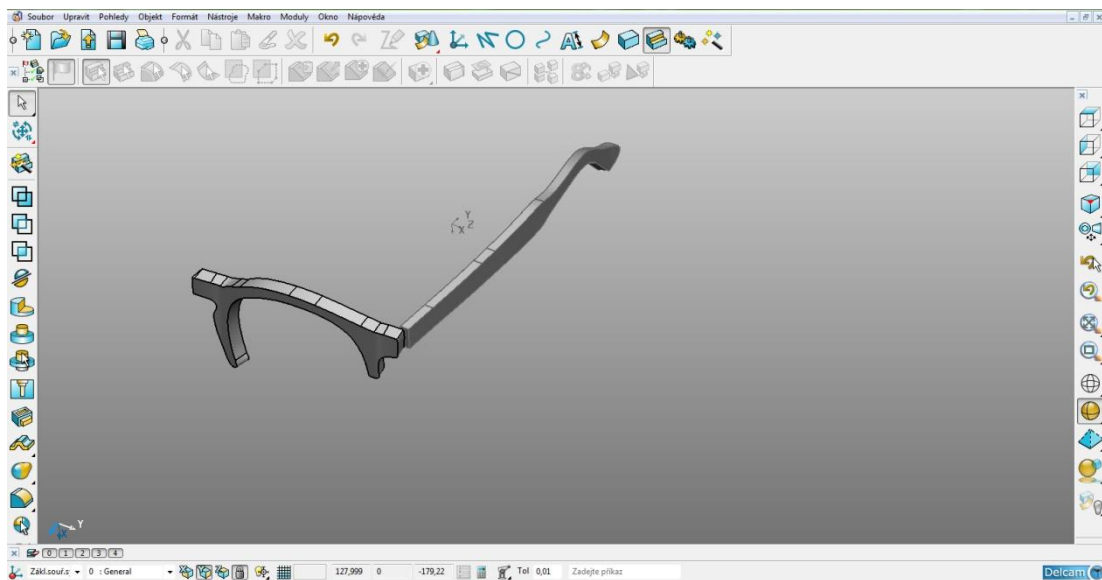 Soubor Upravit Pohledy Objekt Formát Nástroje Makro Moduly Okno Nápověda
Y
X Z
Y
X
0 1 2 3 4
Zákl.souř.s 0 : General 127,999 0 -179,22 Tol 0,01 Zadejte příkaz
Delcam